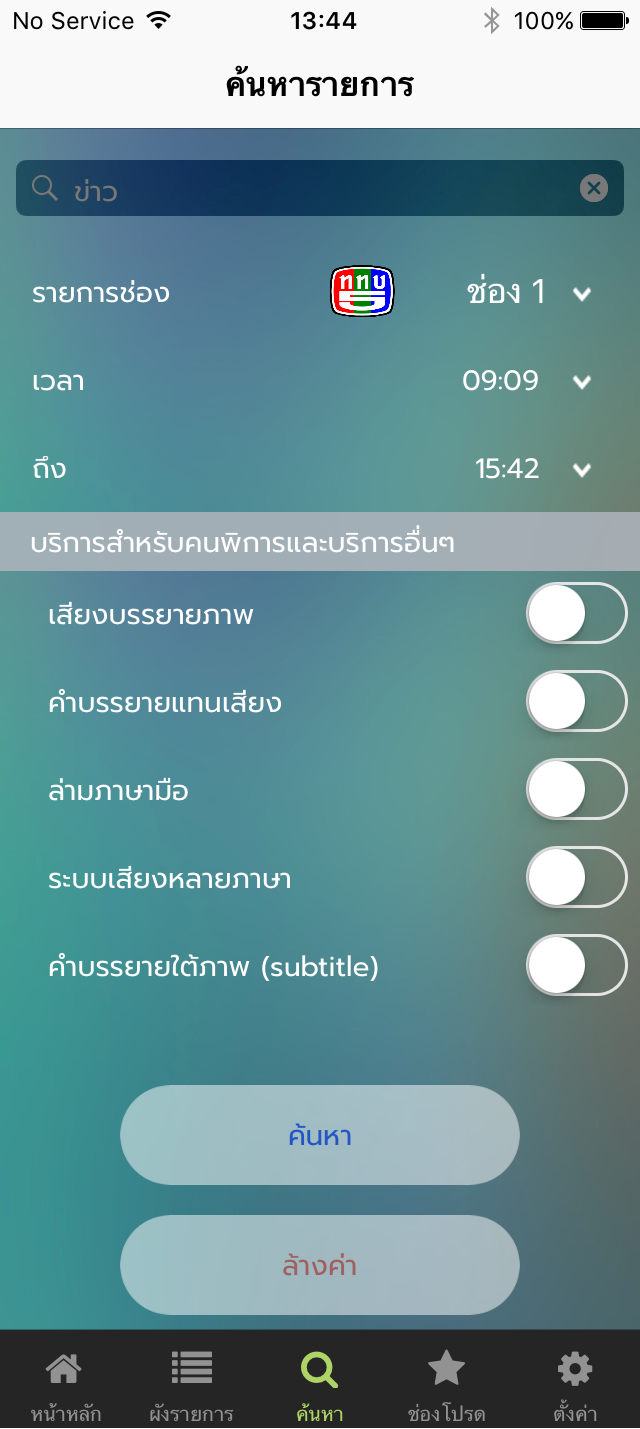 No Service 13:44 100%
ค้นหารายการ
ข่าว
รายการช่อง ททบ ช่อง 1
เวลา 09:09
ถึง 15:42
บริการสำหรับคนพิการและบริการอื่นๆ
เสียงบรรยายภาพ
คำบรรยายแทนเสียง
ล่ามภาษามือ
ระบบเสียงหลายภาษา
คำบรรยายใต้ภาพ (subtitle)
ค้นหา
ล้างค่า
หน้าหลัก ผังรายการ ค้นหา ช่องโปรด ตั้งค่า